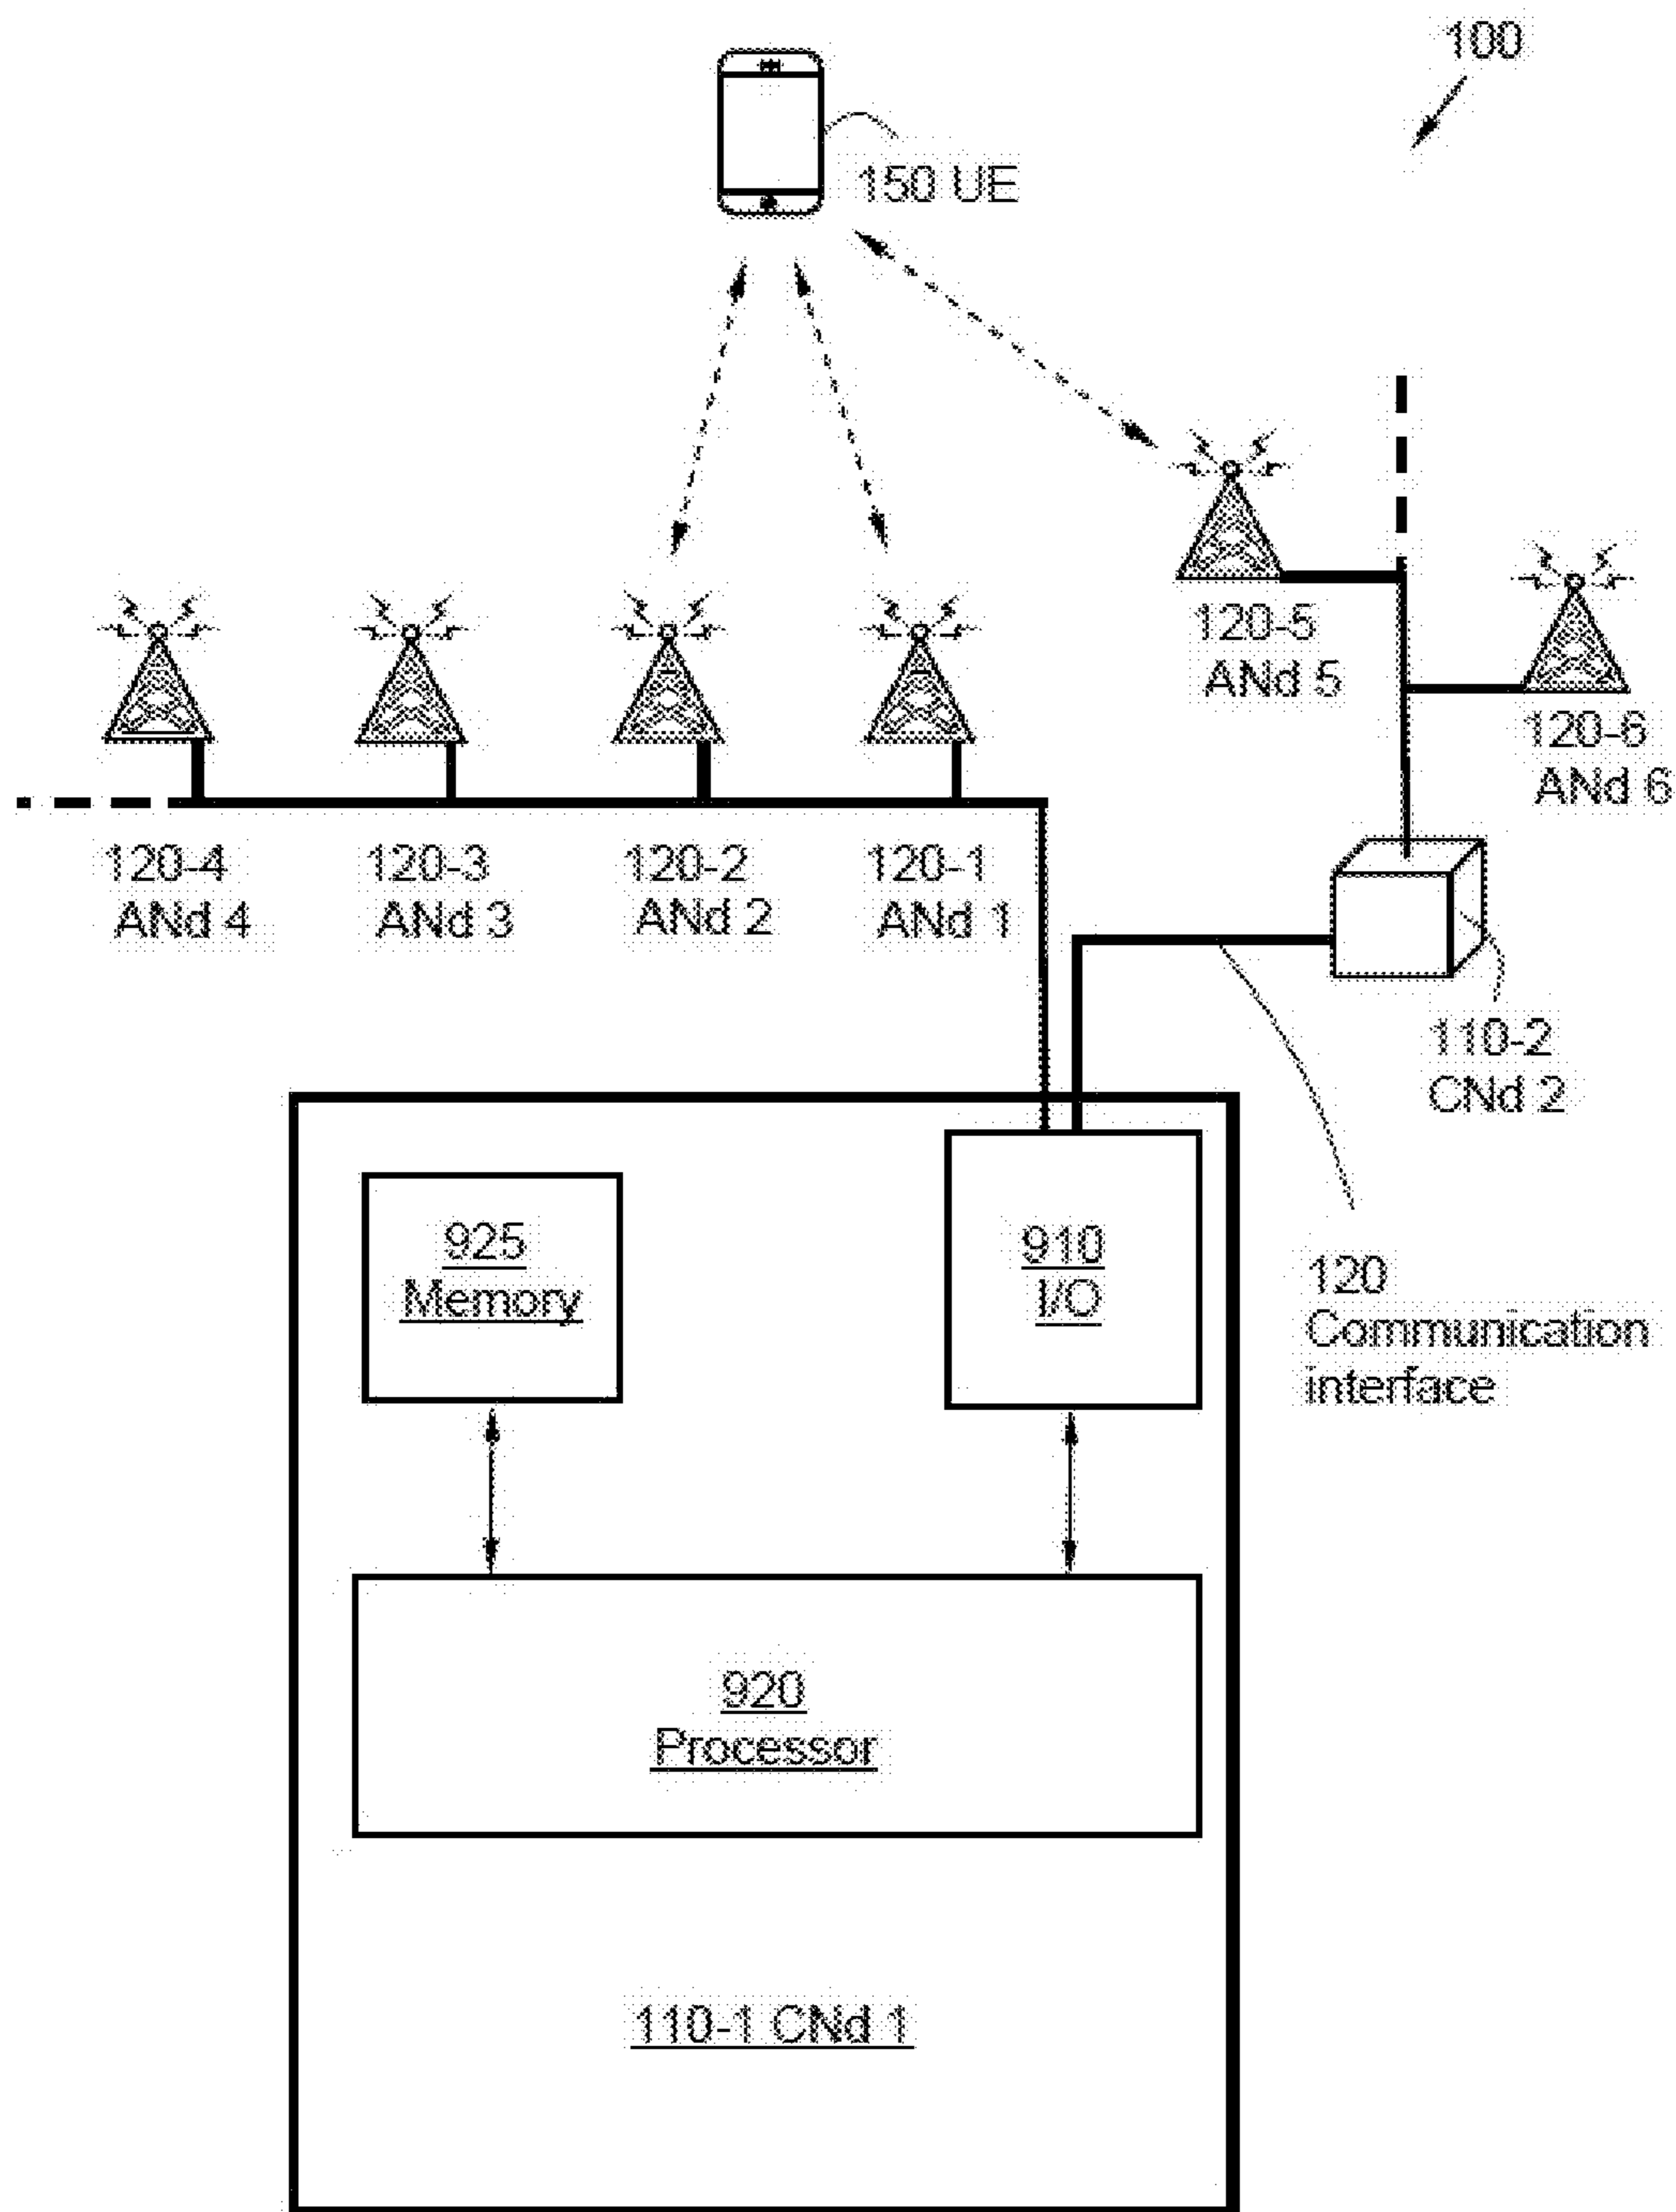 100
150 UE
120-5
ANd 5
120-6
ANd 6
120-4
ANd 4
120-3
ANd 3
120-2
ANd 2
120-1
ANd 1
110-2
CNd 2
925
Memory
910
I/O
120
Communication
interface
920
Processor
110-1 CNd 1